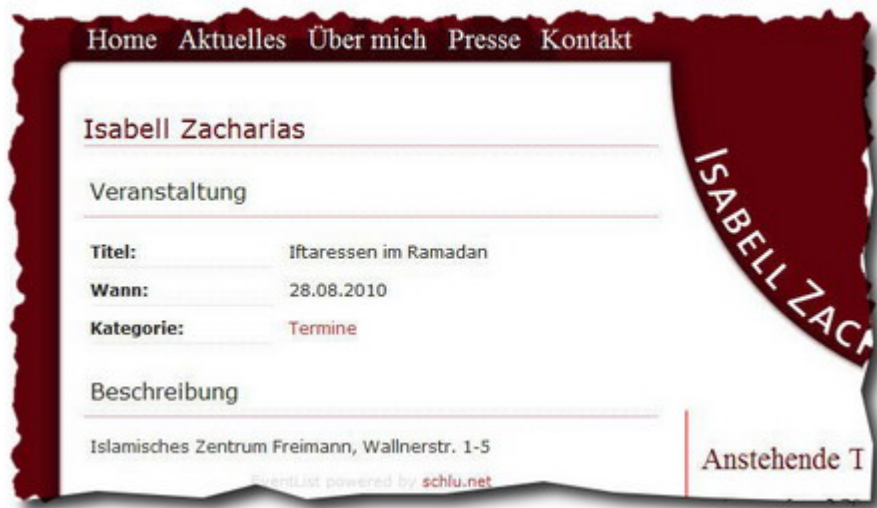 Home Aktuelles Über mich Presse Kontakt
Isabell Zacharias
Veranstaltung
Titel: Iftaressen im Ramadan
Wann: 28.08.2010
Kategorie: Termine
Beschreibung
Islamisches Zentrum Freimann, Wallnerstr. 1-5
EventList powered by schlu.net
ISABELL ZACH
Anstehende T